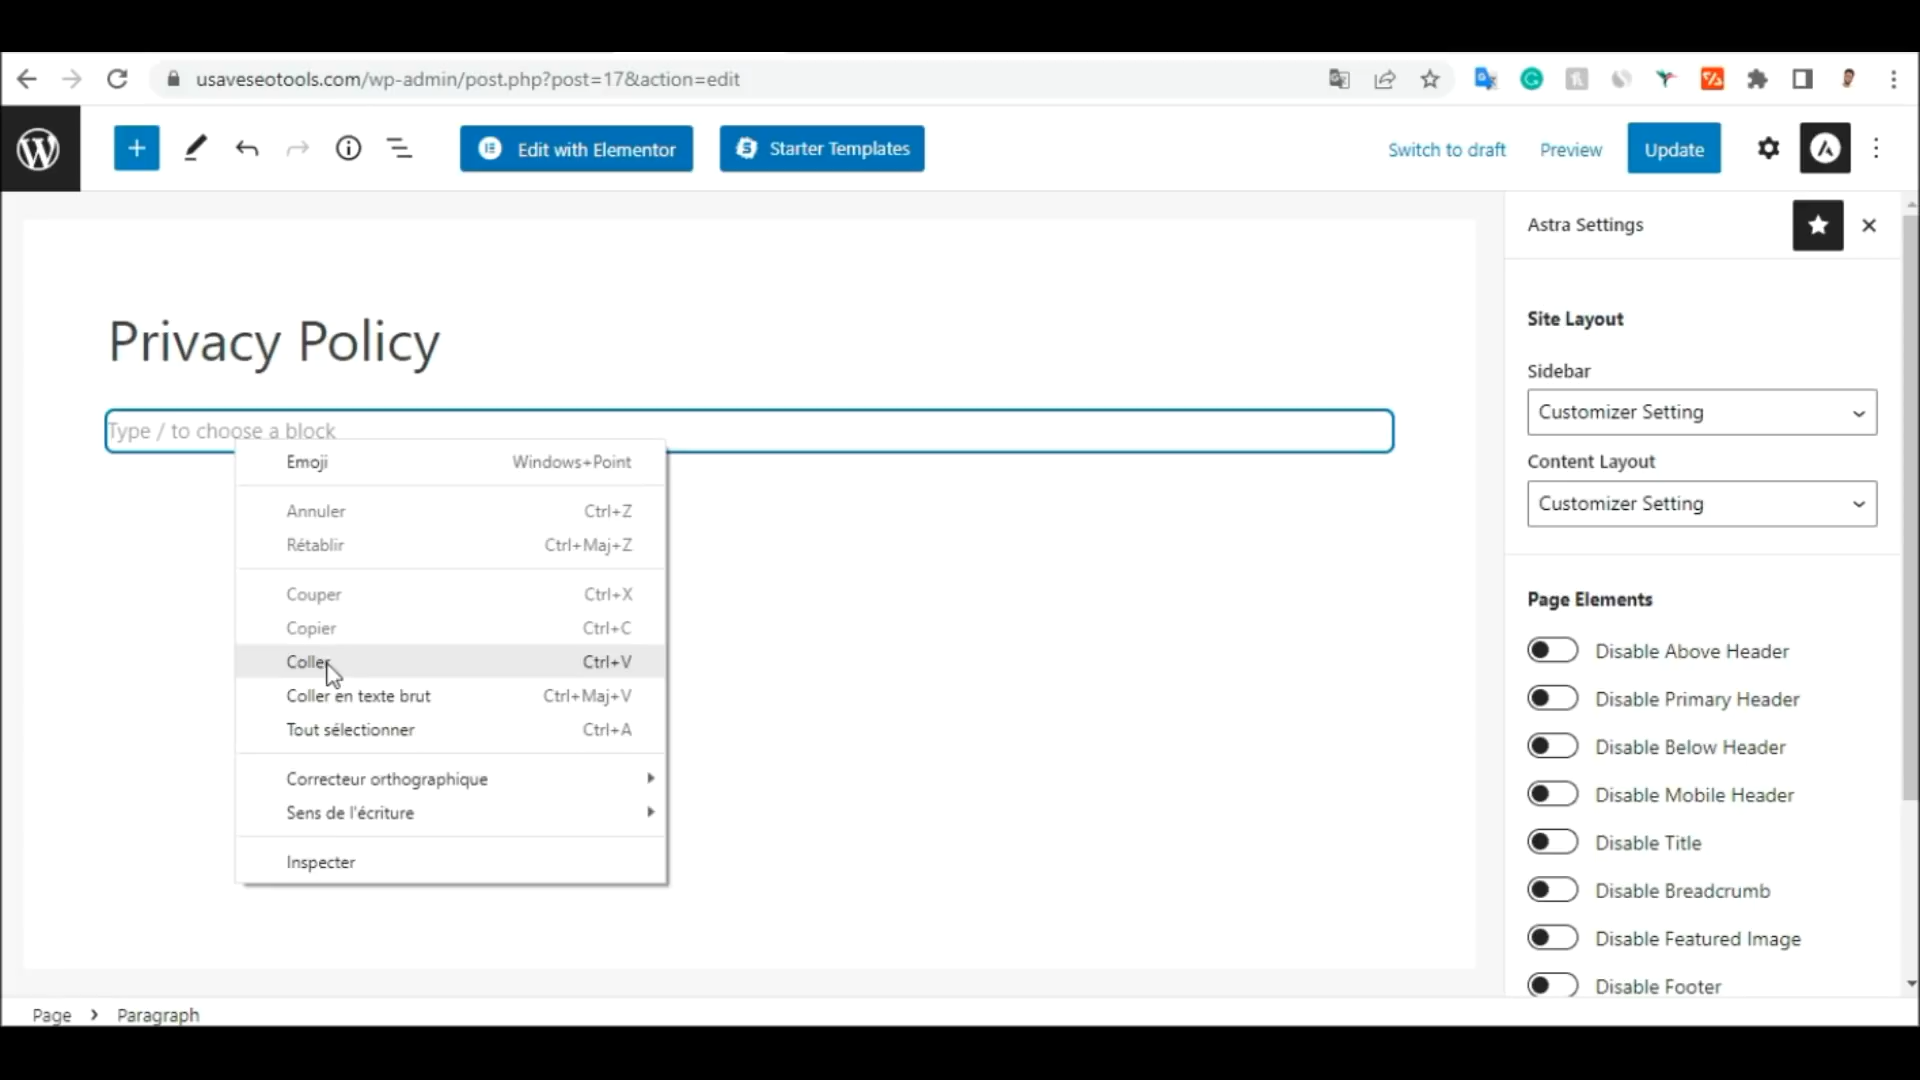 usaveseotools.com/wp-admin/post.php?post=17&action=edit
Edit with Elementor
Starter Templates
Switch to draft
Preview
Update
Astra Settings
Privacy Policy
Type / to choose a block
Emoji Windows+Point
Annuler Ctrl+Z
Rétablir Ctrl+Maj+Z
Couper Ctrl+X
Copier Ctrl+C
Coller Ctrl+V
Coller en texte brut Ctrl+Maj+V
Tout sélectionner Ctrl+A
Correcteur orthographique
Sens de l'écriture
Inspecter
Site Layout
Sidebar
Customizer Setting
Content Layout
Customizer Setting
Page Elements
Disable Above Header
Disable Primary Header
Disable Below Header
Disable Mobile Header
Disable Title
Disable Breadcrumb
Disable Featured Image
Disable Footer
Page > Paragraph